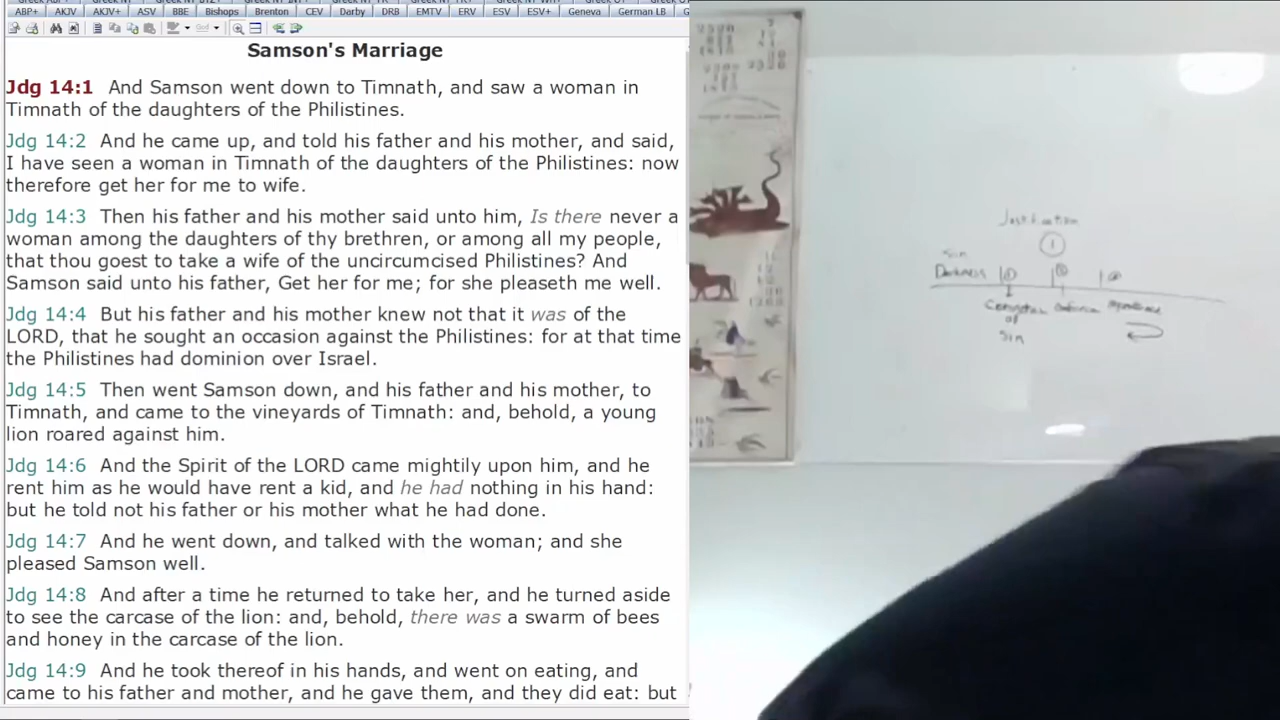 ABP+ AKJV AKJV+ ASV BBE Bishops Brenton CEV Darby DRB EMTV ERV ESV ESV+ Geneva German LB
Samson's Marriage
Jdg 14:1 And Samson went down to Timnath, and saw a woman in
Timnath of the daughters of the Philistines.
Jdg 14:2 And he came up, and told his father and his mother, and said,
I have seen a woman in Timnath of the daughters of the Philistines: now
therefore get her for me to wife.
Jdg 14:3 Then his father and his mother said unto him, Is there never a
woman among the daughters of thy brethren, or among all my people,
that thou goest to take a wife of the uncircumcised Philistines? And
Samson said unto his father, Get her for me; for she pleaseth me well.
Jdg 14:4 But his father and his mother knew not that it was of the
LORD, that he sought an occasion against the Philistines: for at that time
the Philistines had dominion over Israel.
Jdg 14:5 Then went Samson down, and his father and his mother, to
Timnath, and came to the vineyards of Timnath: and, behold, a young
lion roared against him.
Jdg 14:6 And the Spirit of the LORD came mightily upon him, and he
rent him as he would have rent a kid, and he had nothing in his hand:
but he told not his father or his mother what he had done.
Jdg 14:7 And he went down, and talked with the woman; and she
pleased Samson well.
Jdg 14:8 And after a time he returned to take her, and he turned aside
to see the carcase of the lion: and, behold, there was a swarm of bees
and honey in the carcase of the lion.
Jdg 14:9 And he took thereof in his hands, and went on eating, and
came to his father and mother, and he gave them, and they did eat: but
Justification
1
Sin
Darkness
of
Sin